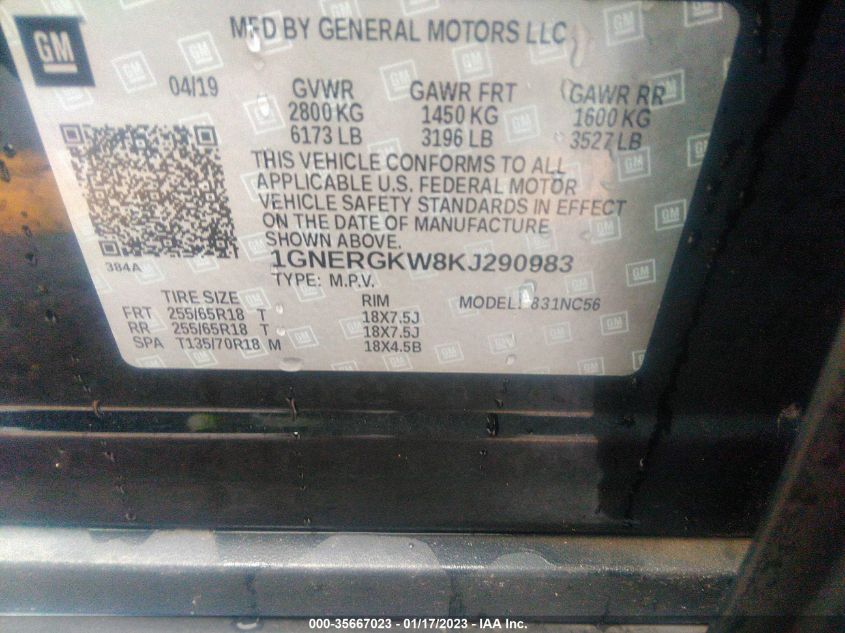 GM
MFD BY GENERAL MOTORS LLC
04/19 GVWR GAWR FRT GAWR RR
2800 KG 1450 KG 1600 KG
6173 LB 3196 LB 3527 LB
THIS VEHICLE CONFORMS TO ALL
APPLICABLE U.S. FEDERAL MOTOR
VEHICLE SAFETY STANDARDS IN EFFECT
ON THE DATE OF MANUFACTURE
SHOWN ABOVE.
384A
1GNERGKW8KJ290983
TYPE: M.P.V.
TIRE SIZE RIM MODEL: 831NC56
FRT 255/65R18 T 18X7.5J
RR 255/65R18 T 18X7.5J
SPA T135/70R18 M 18X4.5B
000-35667023 - 01/17/2023 - IAA Inc.